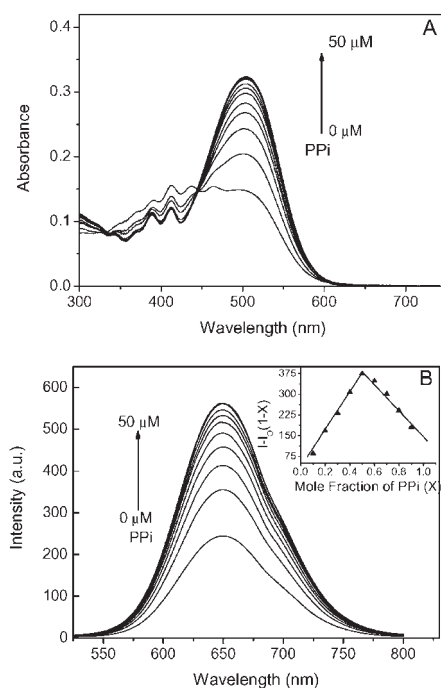 A
0.4
0.3
0.2
0.1
0.0
Absorbance
50 μM
0 μM
PPi
300
400
500
600
700
Wavelength (nm)
B
600
500
400
300
200
100
0
Intensity (a.u.)
50 μM
0 μM
PPi
375
300
225
150
75
I-I₀(1-X)
0.0 0.2 0.4 0.6 0.8 1.0
Mole Fraction of PPi (X)
550
600
650
700
750
800
Wavelength (nm)